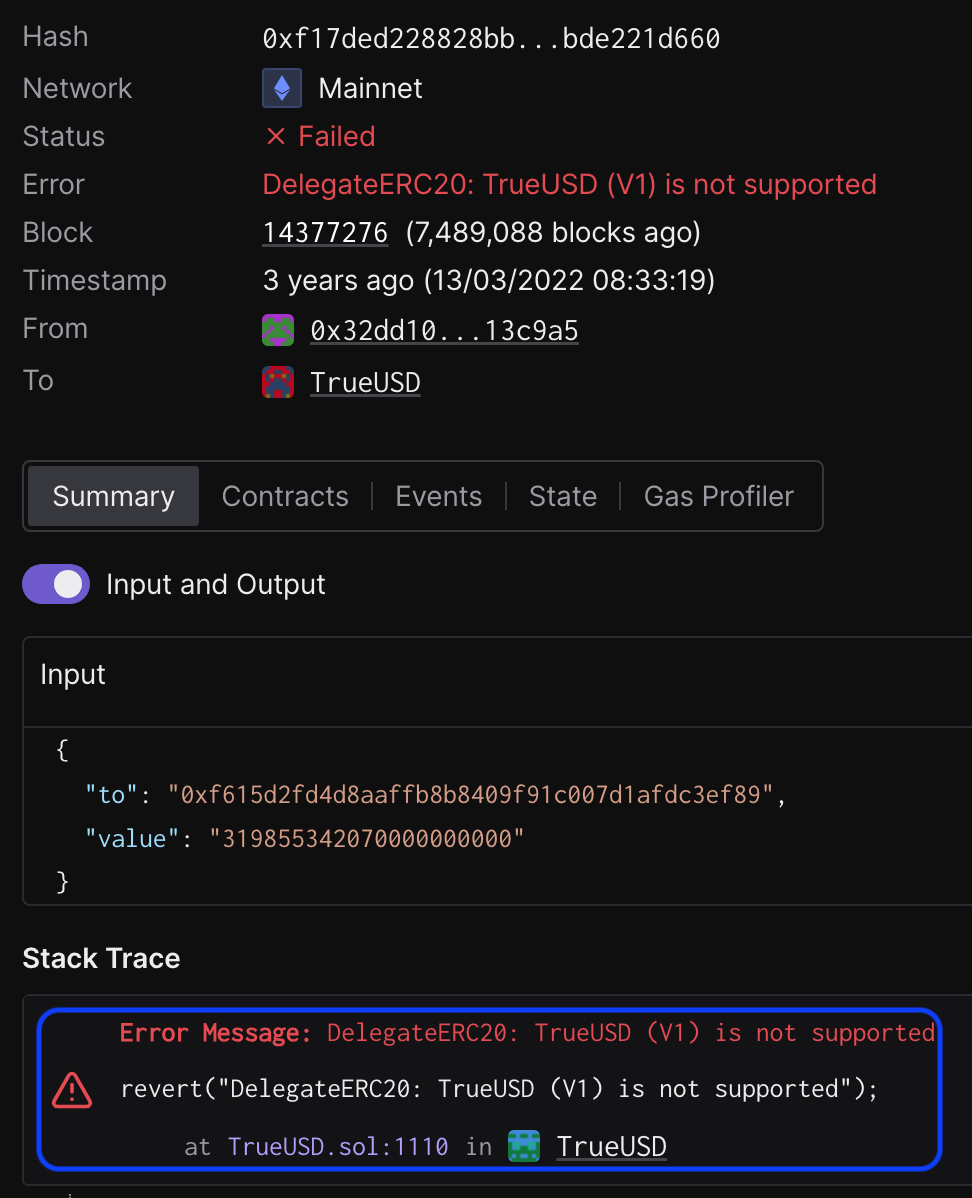 Hash 0xf17ded228828bb...bde221d660
Network Mainnet
Status × Failed
Error DelegateERC20: TrueUSD (V1) is not supported
Block 14377276 (7,489,088 blocks ago)
Timestamp 3 years ago (13/03/2022 08:33:19)
From 0x32dd10...13c9a5
To TrueUSD
Summary Contracts | Events | State | Gas Profiler
Input and Output
Input
{
"to": "0xf615d2fd4d8aaffb8b8409f91c007d1afdc3ef89",
"value": "319855342070000000000"
}
Stack Trace
Error Message: DelegateERC20: TrueUSD (V1) is not supported
revert("DelegateERC20: TrueUSD (V1) is not supported");
at TrueUSD.sol:1110 in TrueUSD